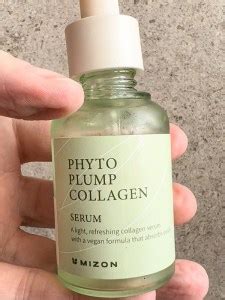 PHYTO
PLUMP
COLLAGEN
SERUM
A light, refreshing collagen serum
with a vegan formula that absorbs
MIZON